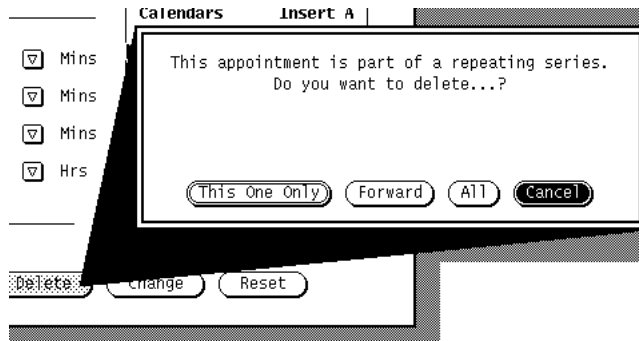 Calendars Insert A
Mins
This appointment is part of a repeating series.
Do you want to delete...?
Mins
Mins
Hrs
This One Only Forward All Cancel
Delete Change Reset